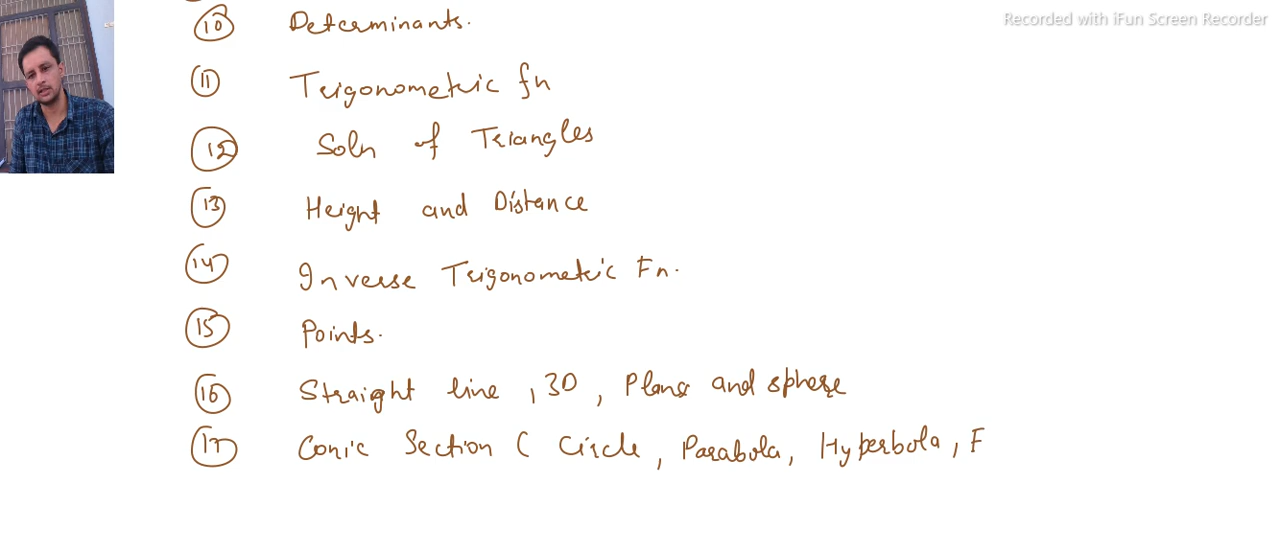 Recorded with iFun Screen Recorder
10 Determinants.
11 Trigonometric fn
12 Soln of Triangles
13 Height and Distance
14 Inverse Trigonometric Fn.
15 Points.
16 Straight line, 3D, Plane and sphere
17 Conic Section ( Circle, Parabola, Hyperbola, F